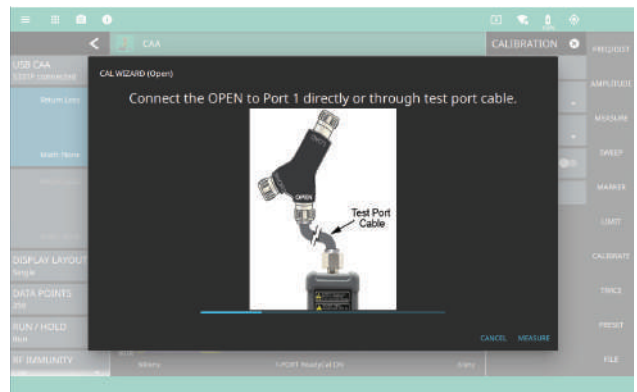 CAA
CALIBRATION
FREQ/DIST
USB CAA
CAL WIZARD (Open)
Connect the OPEN to Port 1 directly or through test port cable.
AMPLITUDE
Return Loss
MEASURE
OPEN
SWEEP
Test Port
Cable
MARKER
LIMIT
DISPLAY LAYOUT
Single
CALIBRATE
DATA POINTS
TRACE
RUN / HOLD
Run
PRESET
CANCEL MEASURE
RF IMMUNITY
FILE